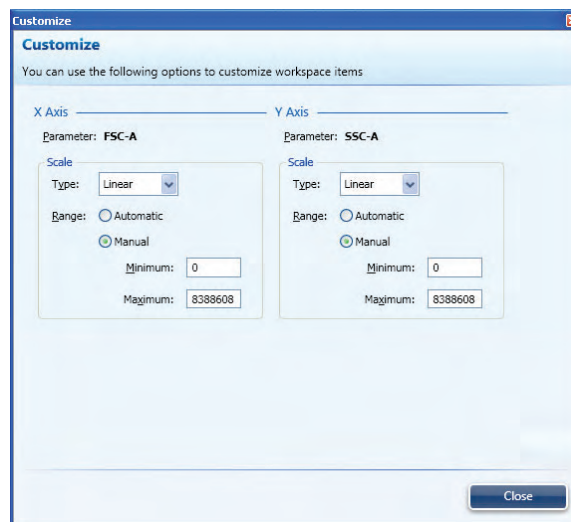 Customize
Customize
You can use the following options to customize workspace items
X Axis
Parameter: FSC-A
Scale
Type: Linear
Range: Automatic
Manual
Minimum: 0
Maximum: 8388608
Y Axis
Parameter: SSC-A
Scale
Type: Linear
Range: Automatic
Manual
Minimum: 0
Maximum: 8388608
Close